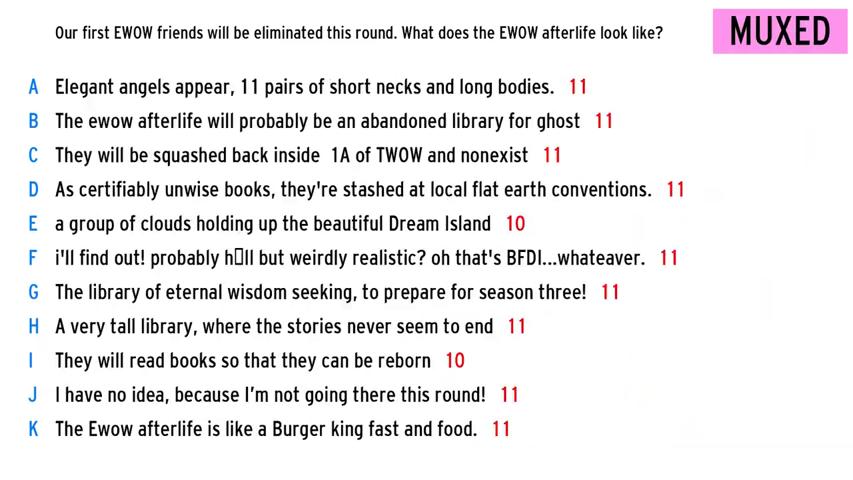 Our first EWOW friends will be eliminated this round. What does the EWOW afterlife look like?
MUXED
A Elegant angels appear, 11 pairs of short necks and long bodies. 11
B The ewow afterlife will probably be an abandoned library for ghost 11
C They will be squashed back inside 1A of TWOW and nonexist 11
D As certifiably unwise books, they're stashed at local flat earth conventions. 11
E a group of clouds holding up the beautiful Dream Island 10
F i'll find out! probably h▯ll but weirdly realistic? oh that's BFDI...whateaver. 11
G The library of eternal wisdom seeking, to prepare for season three! 11
H A very tall library, where the stories never seem to end 11
I They will read books so that they can be reborn 10
J I have no idea, because I'm not going there this round! 11
K The Ewow afterlife is like a Burger king fast and food. 11